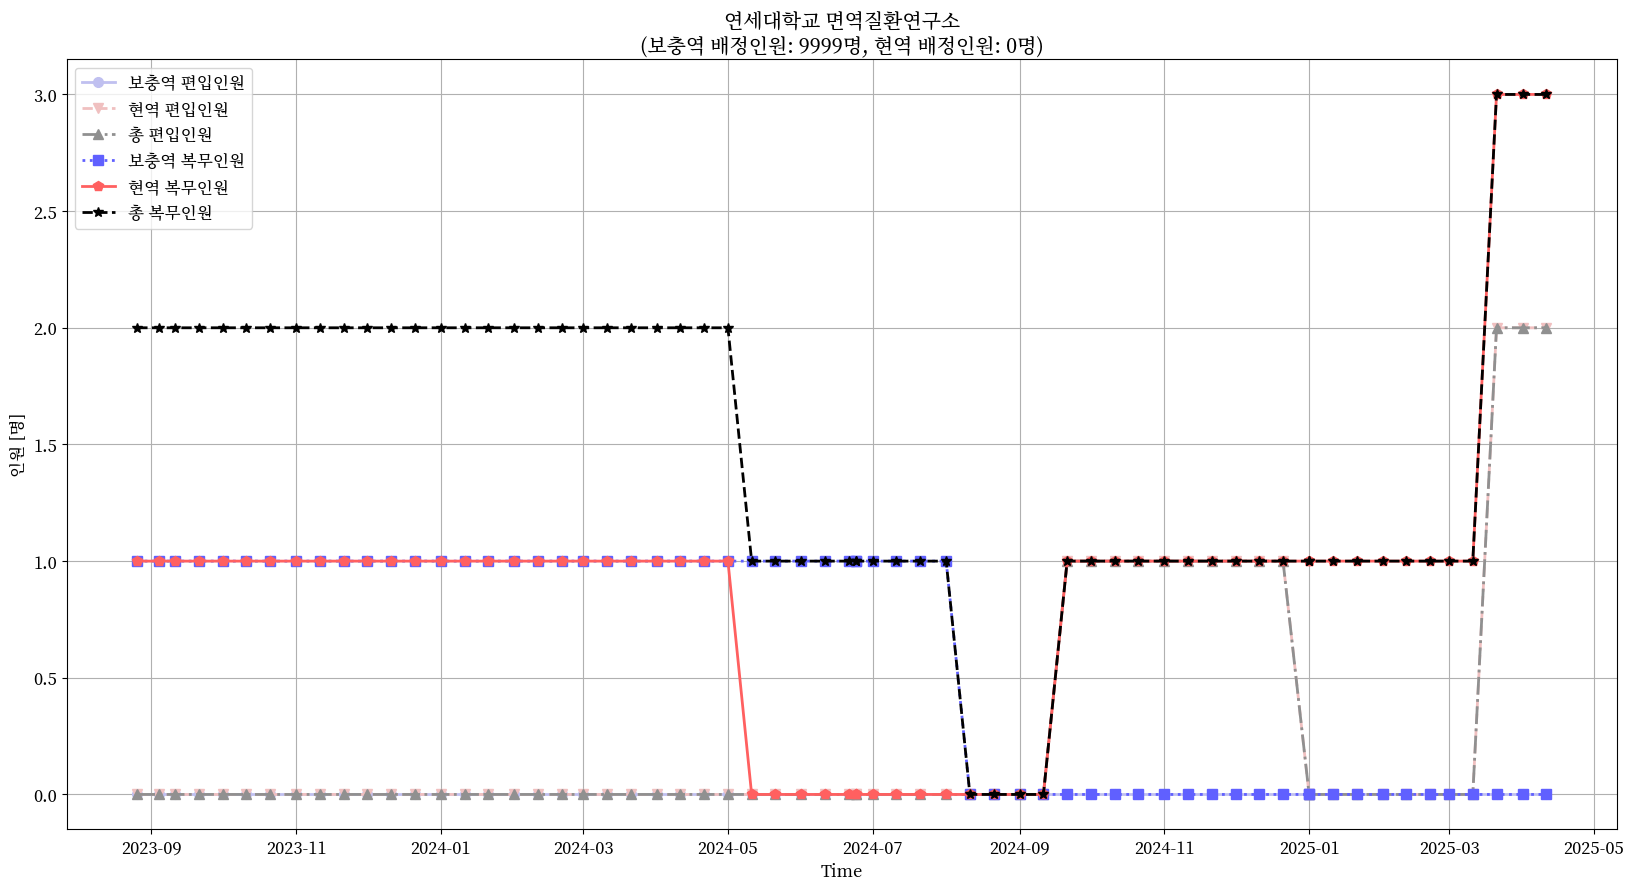 연세대학교 면역질환연구소
(보충역 배정인원: 9999명, 현역 배정인원: 0명)
보충역 편입인원
현역 편입인원
총 편입인원
보충역 복무인원
현역 복무인원
총 복무인원
3.0
2.5
2.0
1.5
1.0
0.5
0.0
인원 [명]
2023-09 2023-11 2024-01 2024-03 2024-05 2024-07 2024-09 2024-11 2025-01 2025-03 2025-05
Time